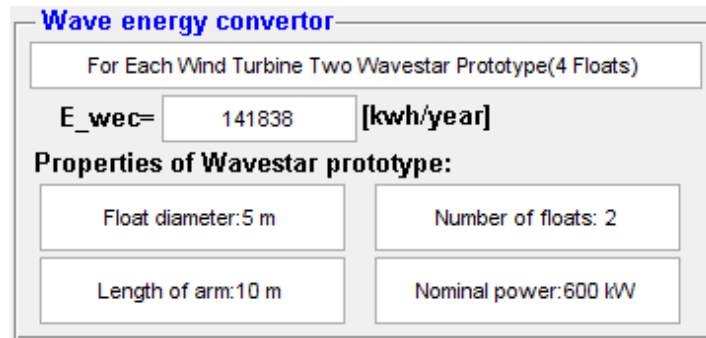 Wave energy convertor
For Each Wind Turbine Two Wavestar Prototype(4 Floats)
E_wec= 141838 [kwh/year]
Properties of Wavestar prototype:
Float diameter:5 m Number of floats: 2
Length of arm:10 m Nominal power:600 kW